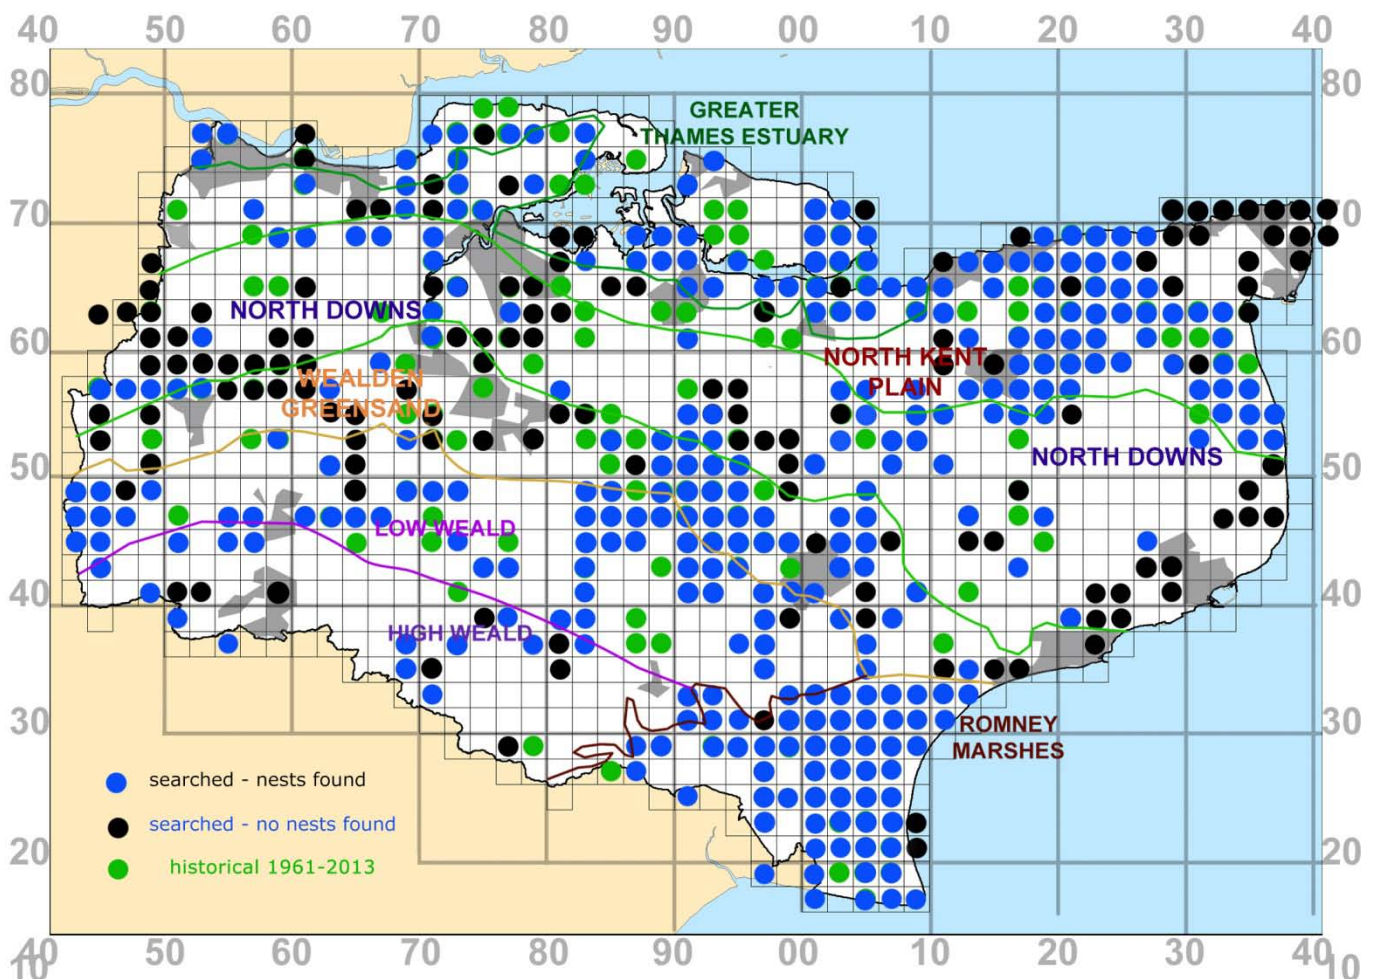 40 50 60 70 80 90 00 10 20 30 40
80 80
GREATER
THAMES ESTUARY
70 70
NORTH DOWNS
60 60
NORTH KENT
PLAIN
WEALDEN
GREENSAND
50 50
NORTH DOWNS
LOW WEALD
40 40
HIGH WEALD
30 30
ROMNEY
MARSHES
searched - nests found
searched - no nests found
historical 1961-2013
20 20
40 50 60 70 80 90 00 10 20 30 40
10 10